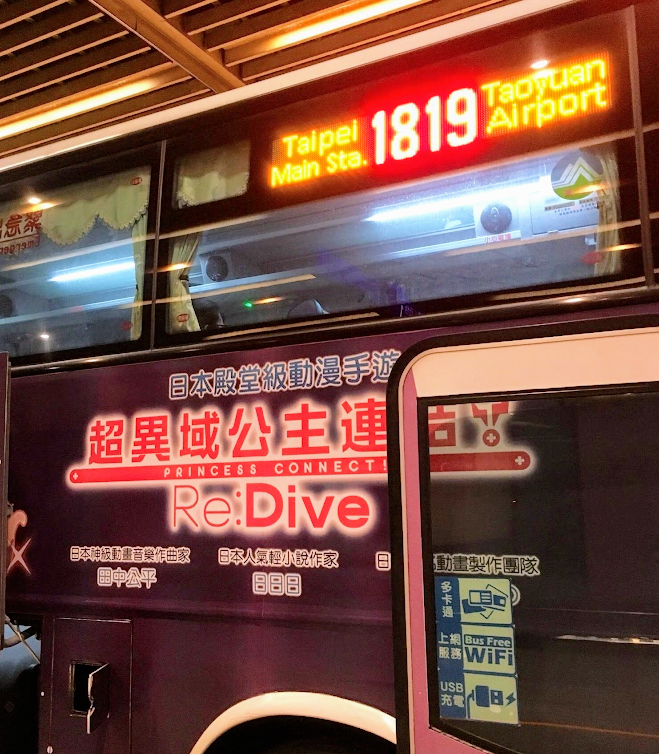 Taipei Main Sta. 1819 Taoyuan Airport
日本殿堂級動漫手遊
超異域公主連結!
PRINCESS CONNECT!
Re:Dive
日本神級動畫音樂作曲家
田中公平
日本人氣輕小說作家
日日日
日
動畫製作團隊
多卡通
上網服務
Bus Free
WiFi
USB充電